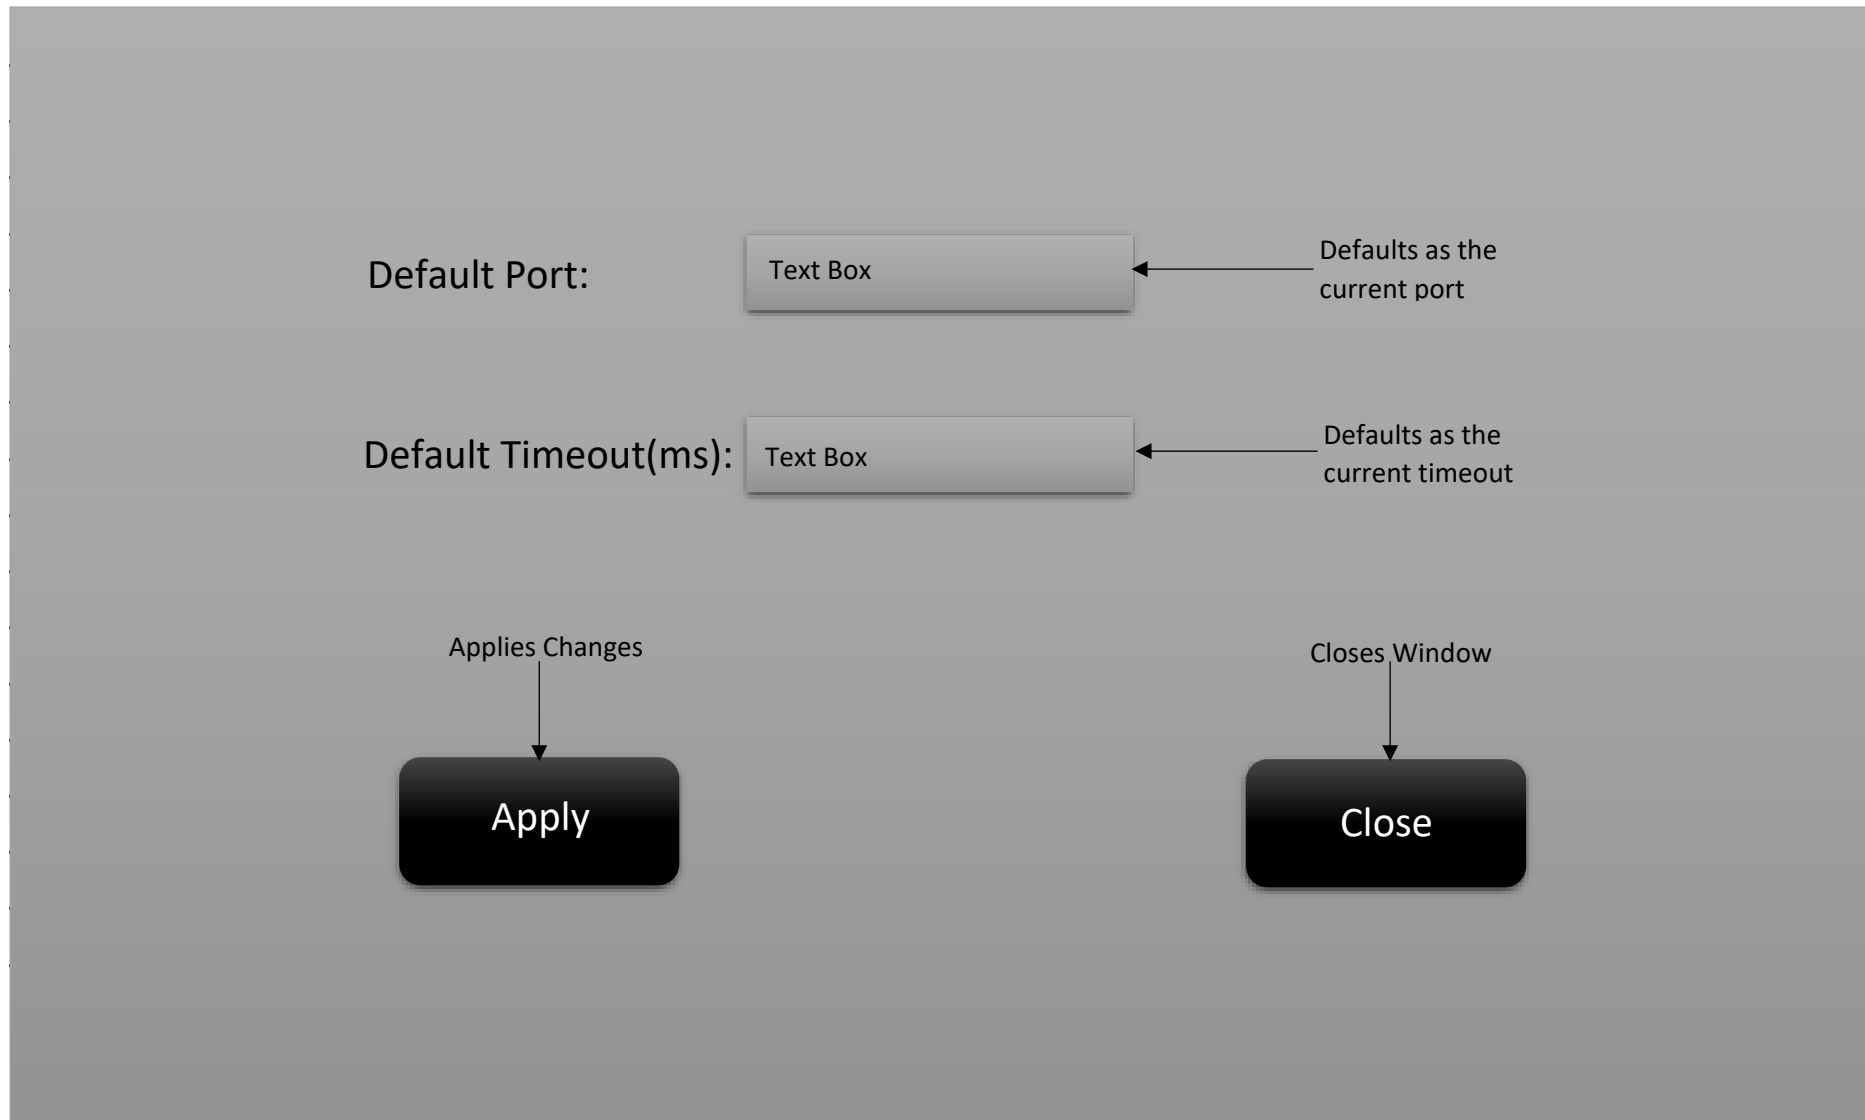 Default Port:
Text Box
Defaults as the
current port
Default Timeout(ms):
Text Box
Defaults as the
current timeout
Applies Changes
Closes Window
Apply
Close